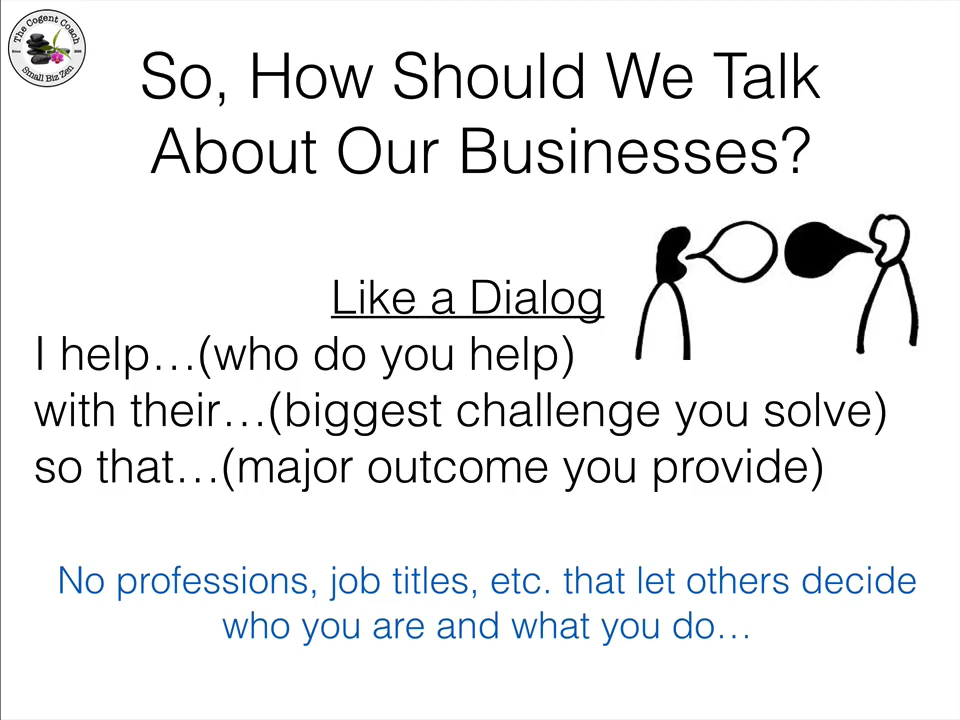 The Cogent Coach
Small Biz Zen
So, How Should We Talk
About Our Businesses?
Like a Dialog
I help…(who do you help)
with their…(biggest challenge you solve)
so that…(major outcome you provide)
No professions, job titles, etc. that let others decide
who you are and what you do…